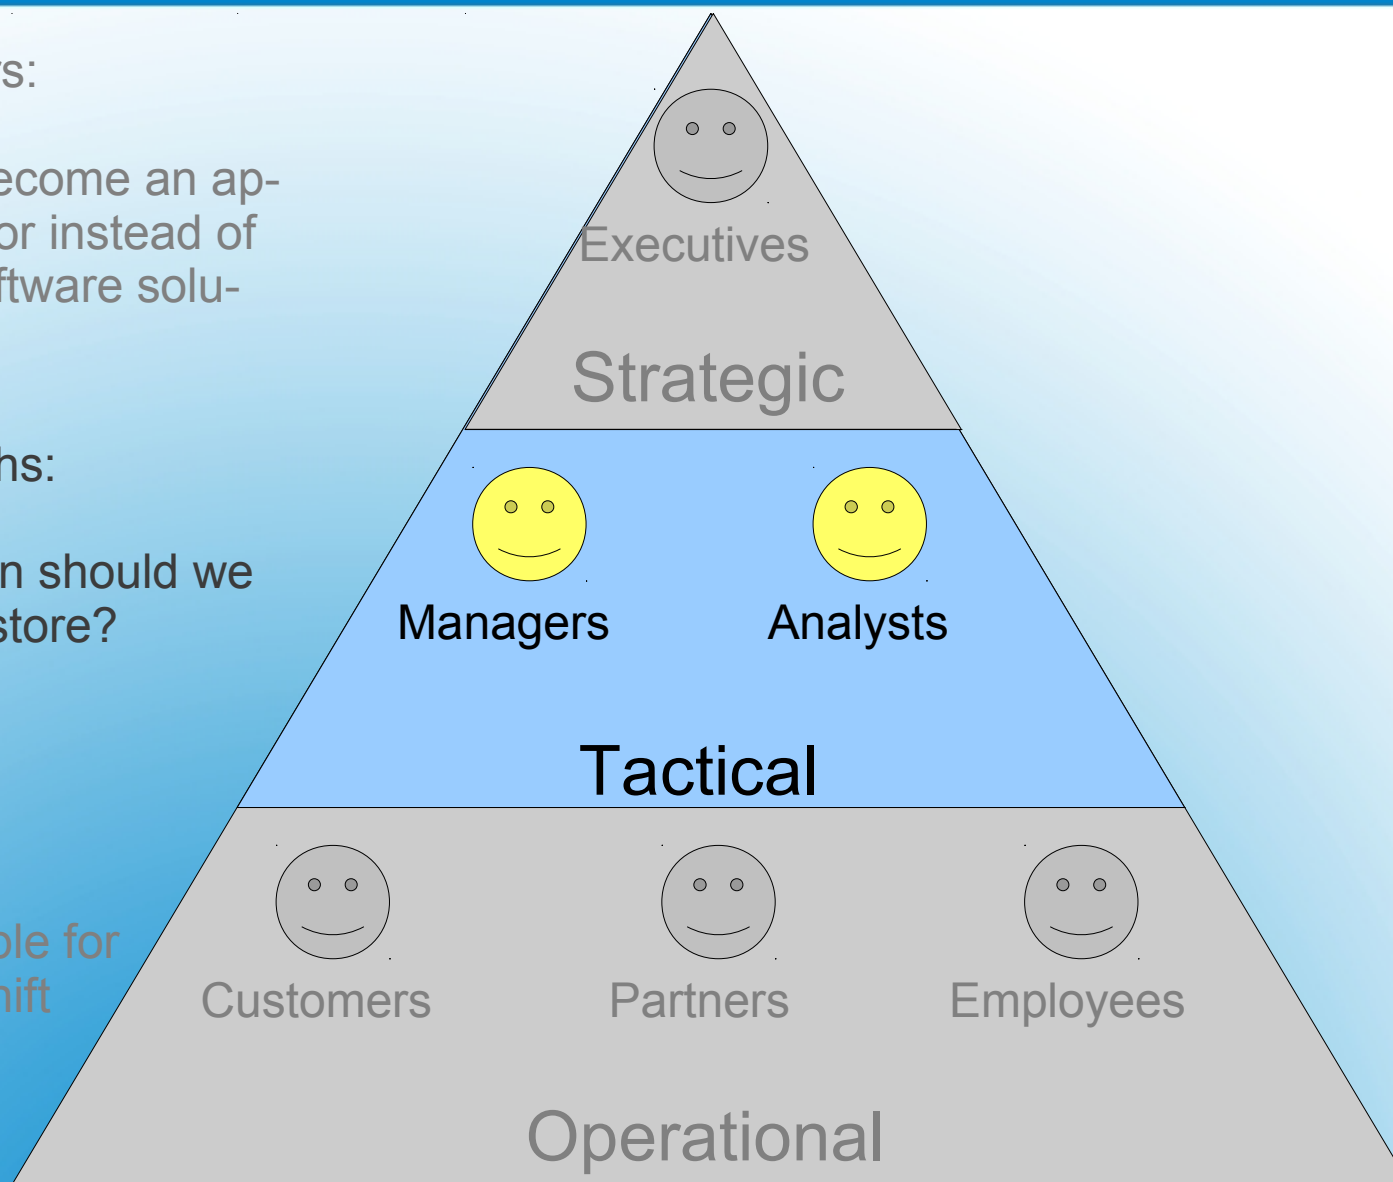 rs:
ecome an ap-
or instead of
ftware solu-
Executives
Strategic
hs:
n should we
store?
Managers Analysts
Tactical
ple for
hift
Customers Partners Employees
Operational